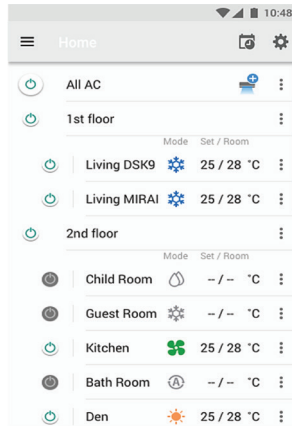 10:48
Home
All AC
1st floor
Mode Set / Room
Living DSK9 25 / 28 °C
Living MIRAI 25 / 28 °C
2nd floor
Mode Set / Room
Child Room -- / -- °C
Guest Room -- / -- °C
Kitchen 25 / 28 °C
Bath Room A -- / -- °C
Den 25 / 28 °C